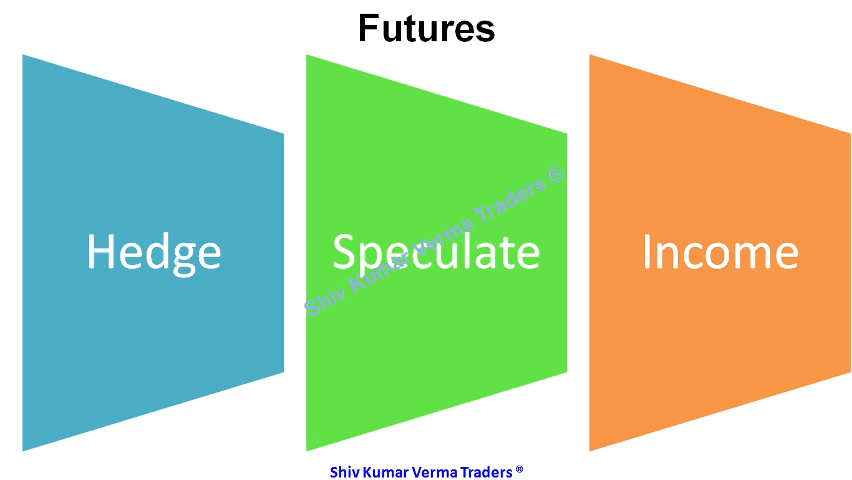 Futures
Hedge
Speculate
Income
Shiv Kumar Verma Traders ®
Shiv Kumar Verma Traders ®